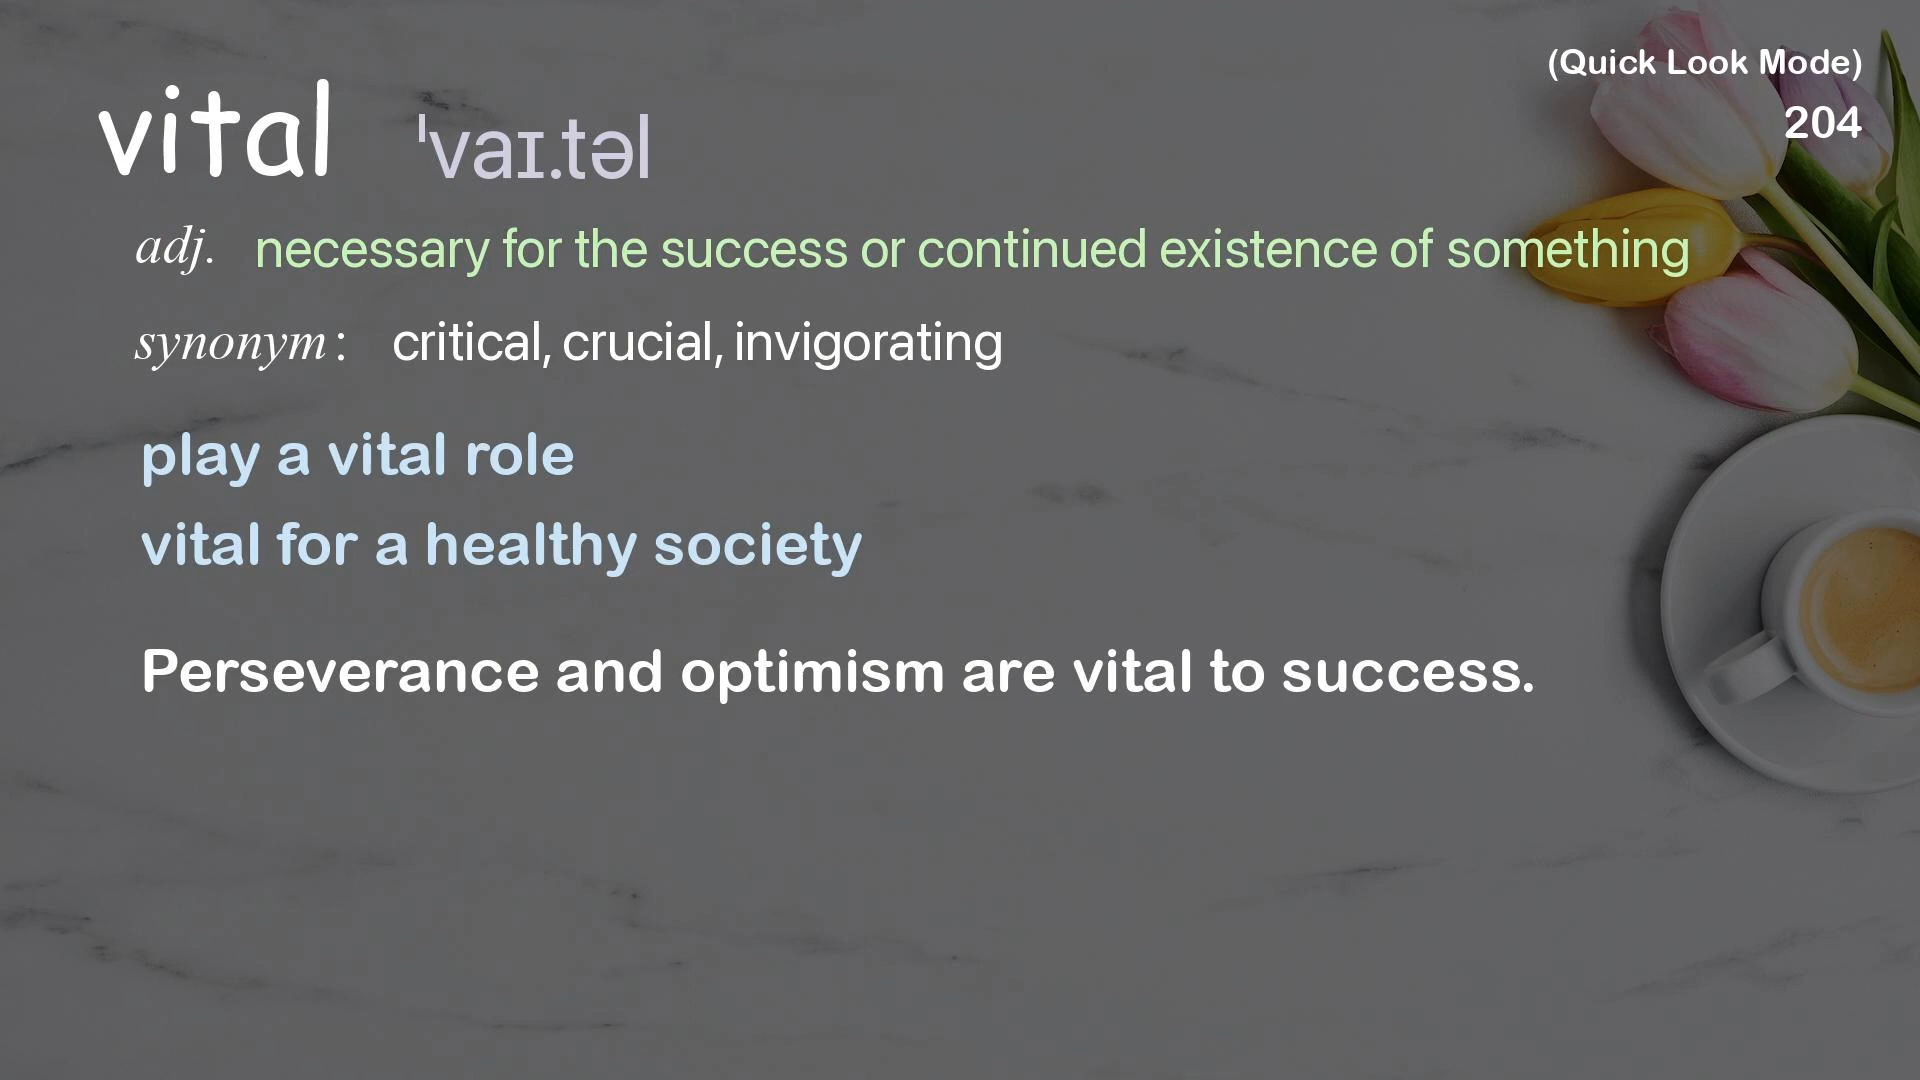 (Quick Look Mode)
204
vital ˈvaɪ.təl
adj. necessary for the success or continued existence of something
synonym: critical, crucial, invigorating
play a vital role
vital for a healthy society
Perseverance and optimism are vital to success.